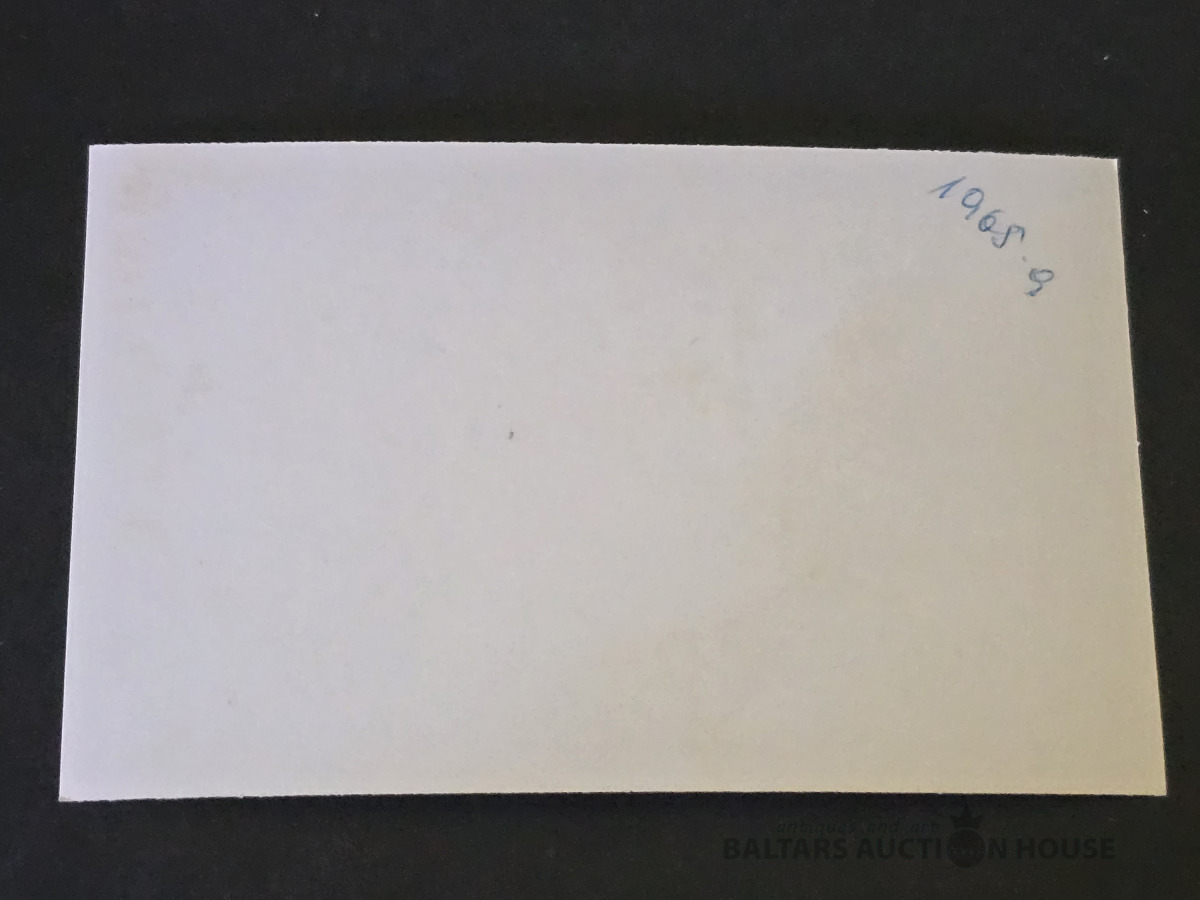 1965.9
antiques and art
BALTARS AUCTION HOUSE